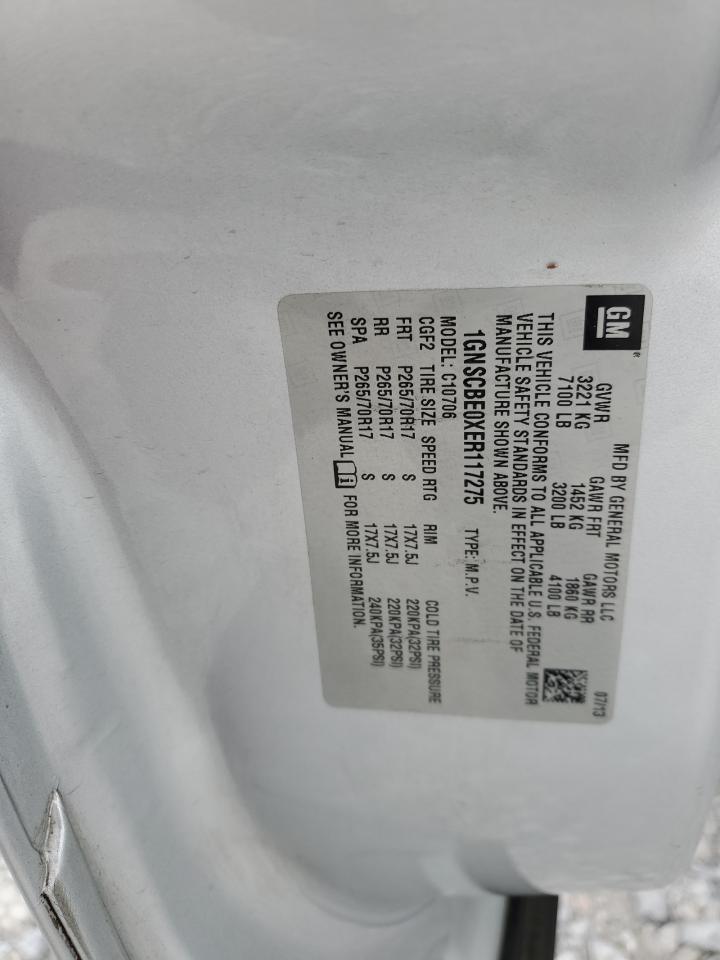 GM®
MFD BY GENERAL MOTORS LLC 07/13
GVWR GAWR FRT GAWR RR
3221 KG 1452 KG 1860 KG
7100 LB 3200 LB 4100 LB
THIS VEHICLE CONFORMS TO ALL APPLICABLE U.S. FEDERAL MOTOR
VEHICLE SAFETY STANDARDS IN EFFECT ON THE DATE OF
MANUFACTURE SHOWN ABOVE.
1GNSCBE0XER117275 TYPE: M.P.V.
MODEL: C10706
CGF2 TIRE SIZE SPEED RTG RIM COLD TIRE PRESSURE
FRT P265/70R17 S 17X7.5J 220KPA(32PSI)
RR P265/70R17 S 17X7.5J 220KPA(32PSI)
SPA P265/70R17 S 17X7.5J 240KPA(35PSI)
SEE OWNER'S MANUAL FOR MORE INFORMATION.